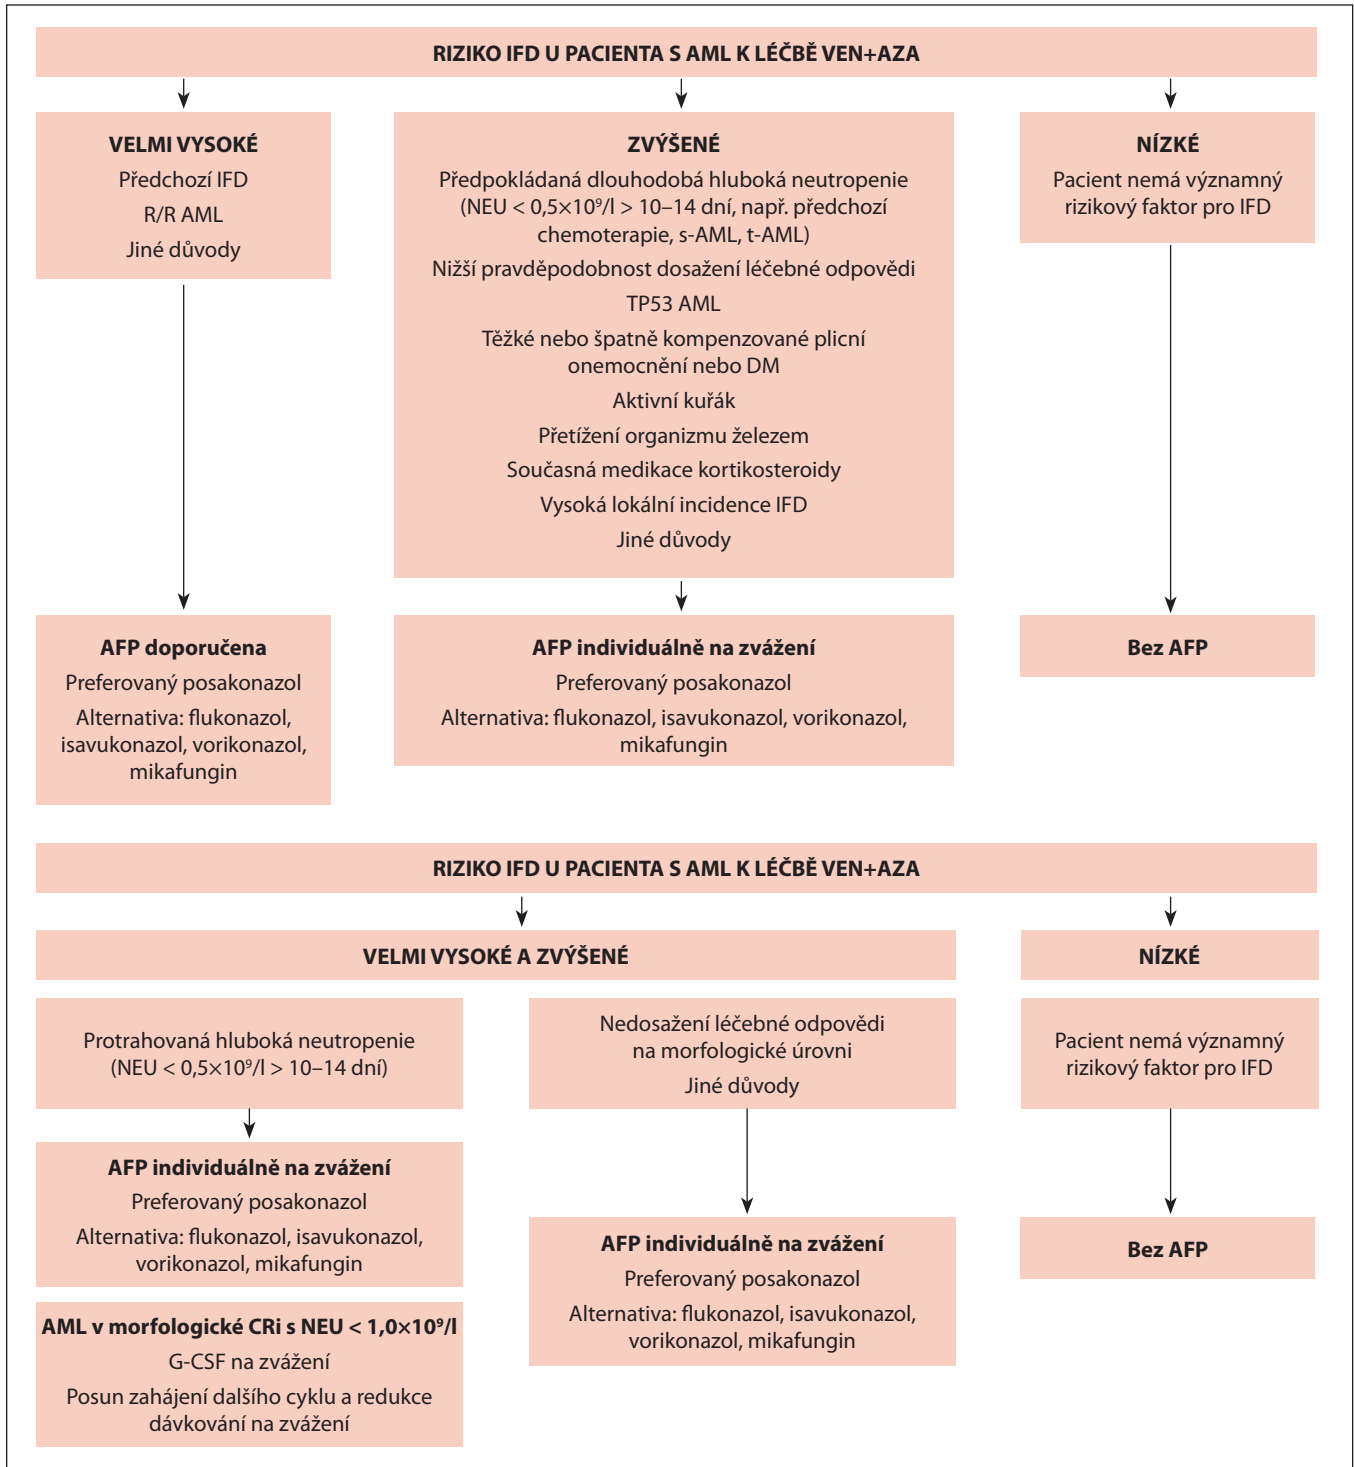 RIZIKO IFD U PACIENTA S AML K LÉČBĚ VEN+AZA
VELMI VYSOKÉ
Předchozí IFD
R/R AML
Jiné důvody
ZVÝŠENÉ
Předpokládaná dlouhodobá hluboká neutropenie
(NEU < 0,5×10⁹/l > 10–14 dní, např. předchozí
chemoterapie, s-AML, t-AML)
Nižší pravděpodobnost dosažení léčebné odpovědi
TP53 AML
Těžké nebo špatně kompenzované plicní
onemocnění nebo DM
Aktivní kuřák
Přetížení organizmu železem
Současná medikace kortikosteroidy
Vysoká lokální incidence IFD
Jiné důvody
NÍZKÉ
Pacient nemá významný
rizikový faktor pro IFD
AFP doporučena
Preferovaný posakonazol
Alternativa: flukonazol,
isavukonazol, vorikonazol,
mikafungin
AFP individuálně na zvážení
Preferovaný posakonazol
Alternativa: flukonazol, isavukonazol, vorikonazol,
mikafungin
Bez AFP
RIZIKO IFD U PACIENTA S AML K LÉČBĚ VEN+AZA
VELMI VYSOKÉ A ZVÝŠENÉ
NÍZKÉ
Protrahovaná hluboká neutropenie
(NEU < 0,5×10⁹/l > 10–14 dní)
Nedosažení léčebné odpovědi
na morfologické úrovni
Jiné důvody
Pacient nemá významný
rizikový faktor pro IFD
AFP individuálně na zvážení
Preferovaný posakonazol
Alternativa: flukonazol, isavukonazol,
vorikonazol, mikafungin
AFP individuálně na zvážení
Preferovaný posakonazol
Alternativa: flukonazol, isavukonazol,
vorikonazol, mikafungin
Bez AFP
AML v morfologické CRi s NEU < 1,0×10⁹/l
G-CSF na zvážení
Posun zahájení dalšího cyklu a redukce
dávkování na zvážení